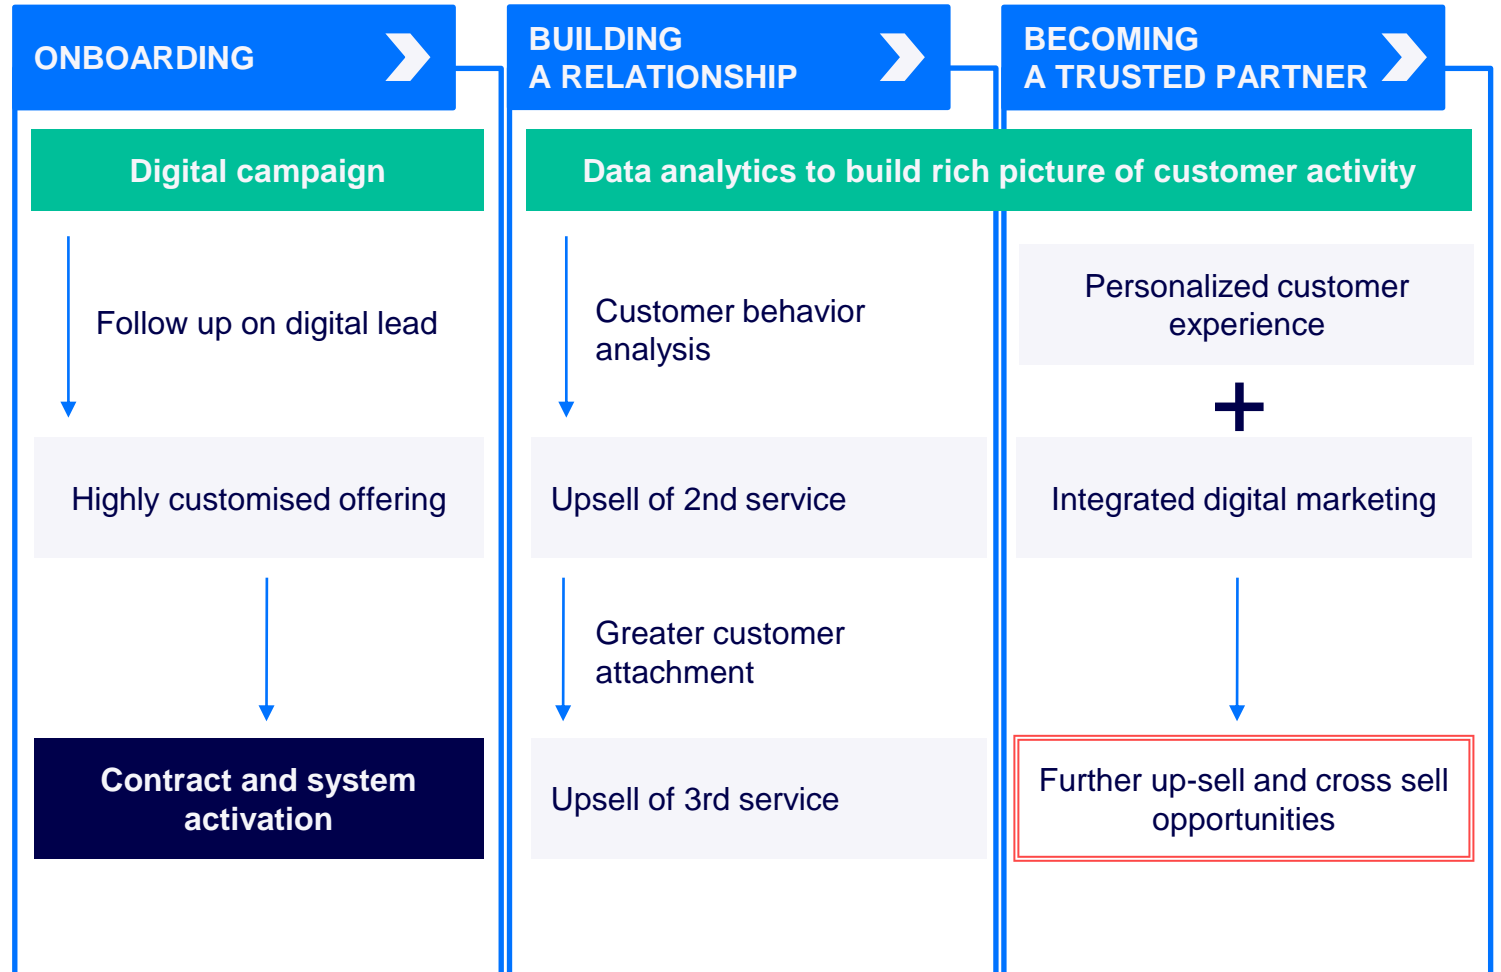 ONBOARDING
Digital campaign
Follow up on digital lead
Highly customised offering
Contract and system
activation
BUILDING
A RELATIONSHIP
BECOMING
A TRUSTED PARTNER
Data analytics to build rich picture of customer activity
Customer behavior
analysis
Upsell of 2nd service
Greater customer
attachment
Upsell of 3rd service
Personalized customer
experience
+
Integrated digital marketing
Further up-sell and cross sell
opportunities